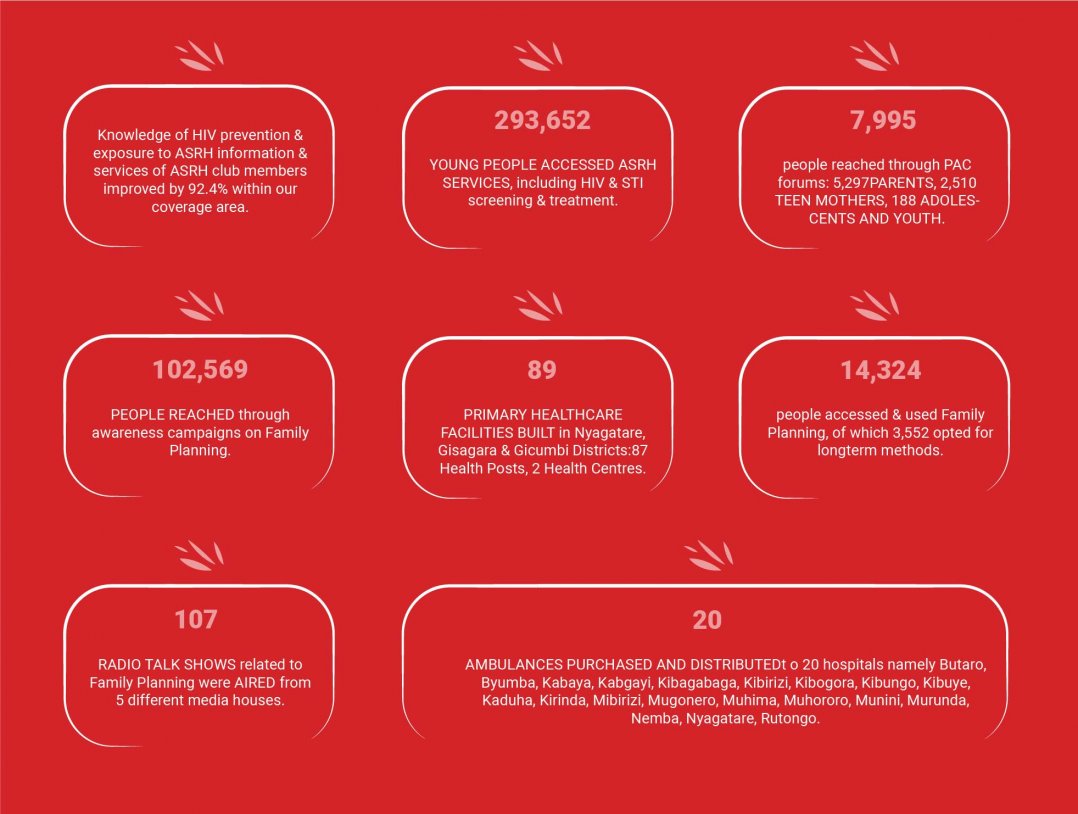 Knowledge of HIV prevention &
exposure to ASRH information &
services of ASRH club members
improved by 92.4% within our
coverage area.
293,652
YOUNG PEOPLE ACCESSED ASRH
SERVICES, including HIV & STI
screening & treatment.
7,995
people reached through PAC
forums: 5,297PARENTS, 2,510
TEEN MOTHERS, 188 ADOLES-
CENTS AND YOUTH.
102,569
PEOPLE REACHED through
awareness campaigns on Family
Planning.
89
PRIMARY HEALTHCARE
FACILITIES BUILT in Nyagatare,
Gisagara & Gicumbi Districts:87
Health Posts, 2 Health Centres.
14,324
people accessed & used Family
Planning, of which 3,552 opted for
longterm methods.
107
RADIO TALK SHOWS related to
Family Planning were AIRED from
5 different media houses.
20
AMBULANCES PURCHASED AND DISTRIBUTEDt o 20 hospitals namely Butaro,
Byumba, Kabaya, Kabgayi, Kibagabaga, Kibirizi, Kibogora, Kibungo, Kibuye,
Kaduha, Kirinda, Mibirizi, Mugonero, Muhima, Muhororo, Munini, Murunda,
Nemba, Nyagatare, Rutongo.